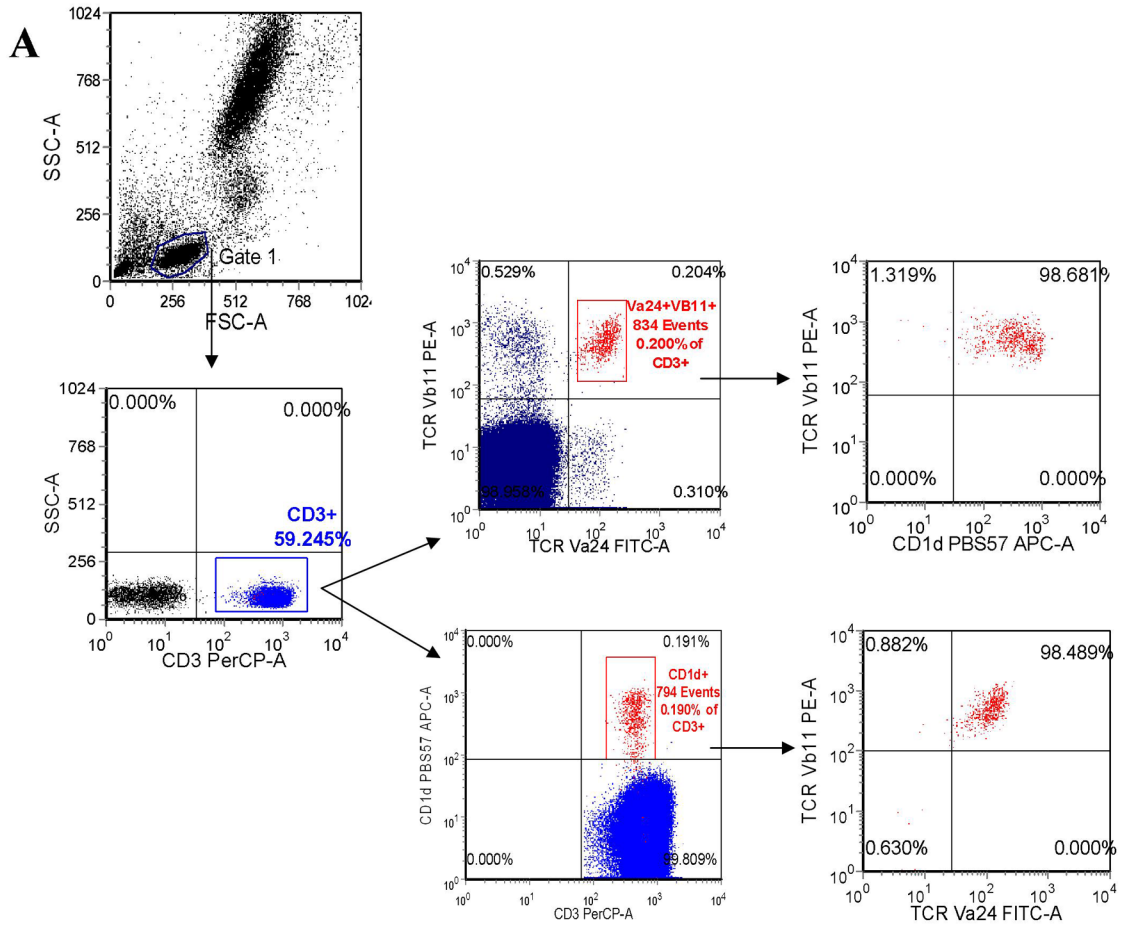 A
1024
768
512
256
0
SSC-A
Gate 1
0 256 512 768 1024
FSC-A
1024
768
512
256
0
SSC-A
0.000% 0.000%
CD3+
59.245%
10^0 10^1 10^2 10^3 10^4
CD3 PerCP-A
10^4
10^3
10^2
10^1
10^0
TCR Vb11 PE-A
0.529% 0.204%
Va24+VB11+
834 Events
0.200% of
CD3+
98.958% 0.310%
10^0 10^1 10^2 10^3 10^4
TCR Va24 FITC-A
10^4
10^3
10^2
10^1
10^0
TCR Vb11 PE-A
1.319% 98.681%
0.000% 0.000%
10^0 10^1 10^2 10^3 10^4
CD1d PBS57 APC-A
10^4
10^3
10^2
10^1
10^0
CD1d PBS57 APC-A
0.000% 0.191%
CD1d+
794 Events
0.190% of
CD3+
0.000% 99.809%
10^0 10^1 10^2 10^3 10^4
CD3 PerCP-A
10^4
10^3
10^2
10^1
10^0
TCR Vb11 PE-A
0.882% 98.489%
0.630% 0.000%
10^0 10^1 10^2 10^3 10^4
TCR Va24 FITC-A